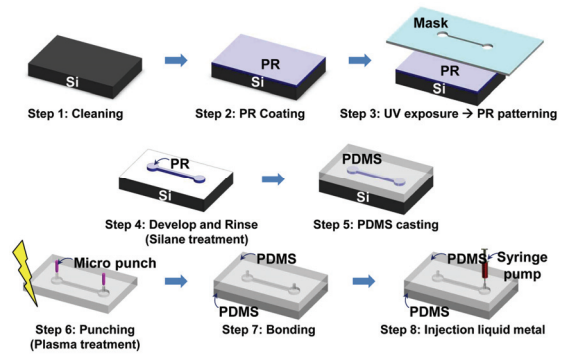 Si
Step 1: Cleaning
PR
Si
Step 2: PR Coating
Mask
PR
Si
Step 3: UV exposure → PR patterning
PR
Si
Step 4: Develop and Rinse
(Silane treatment)
PDMS
Si
Step 5: PDMS casting
Micro punch
Step 6: Punching
(Plasma treatment)
PDMS
PDMS
Step 7: Bonding
PDMS
Syringe
pump
PDMS
Step 8: Injection liquid metal